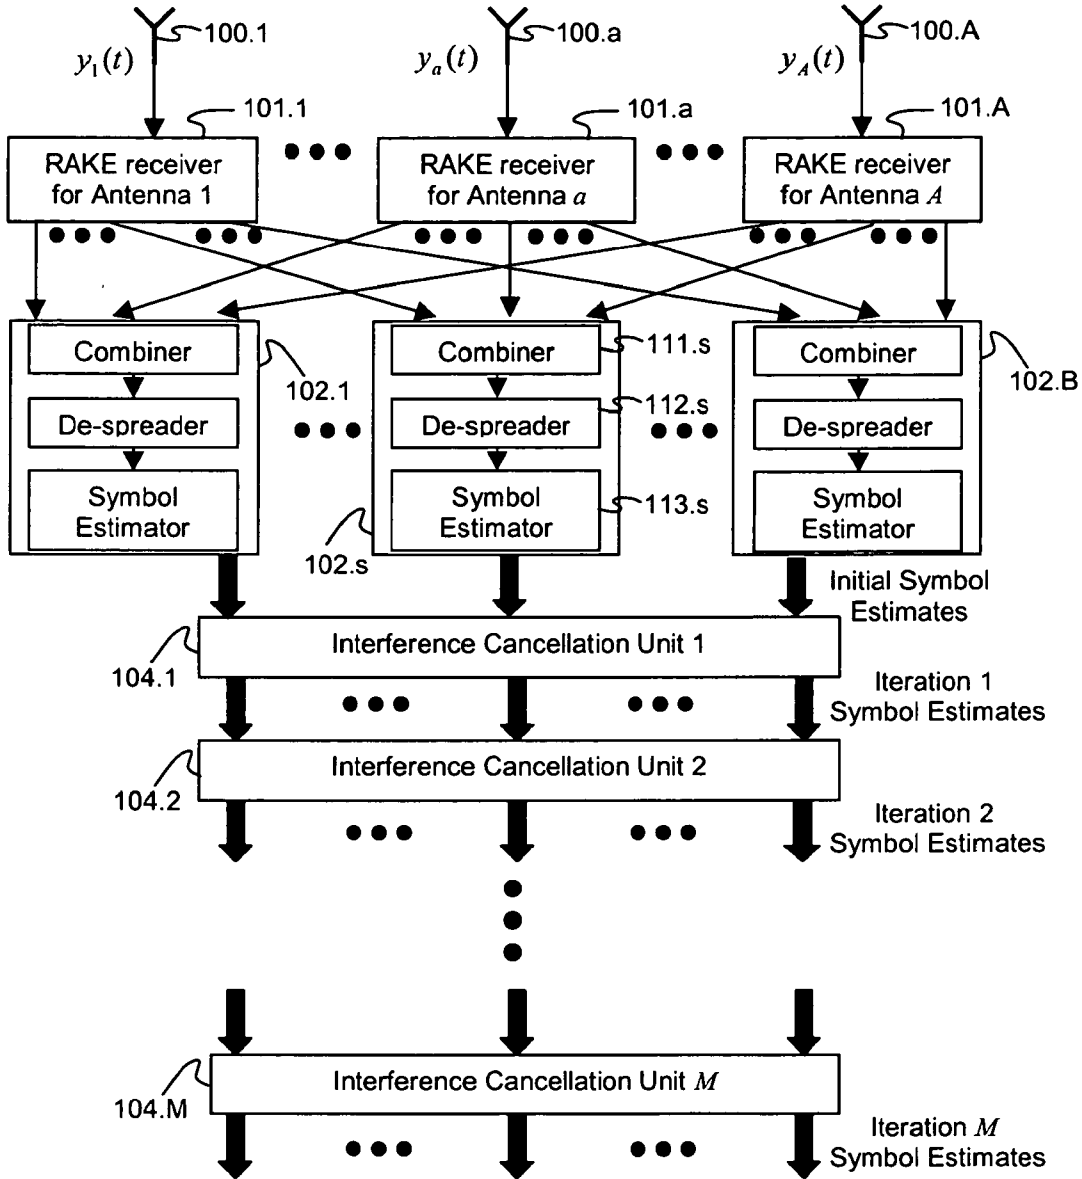 100.1
100.a
100.A
y₁(t)
yₐ(t)
y_A(t)
101.1
101.a
101.A
RAKE receiver
for Antenna 1
RAKE receiver
for Antenna a
RAKE receiver
for Antenna A
Combiner
De-spreader
Symbol
Estimator
102.1
Combiner
De-spreader
Symbol
Estimator
111.s
112.s
113.s
102.s
Combiner
De-spreader
Symbol
Estimator
102.B
Initial Symbol
Estimates
Interference Cancellation Unit 1
104.1
Iteration 1
Symbol Estimates
Interference Cancellation Unit 2
104.2
Iteration 2
Symbol Estimates
Interference Cancellation Unit M
104.M
Iteration M
Symbol Estimates